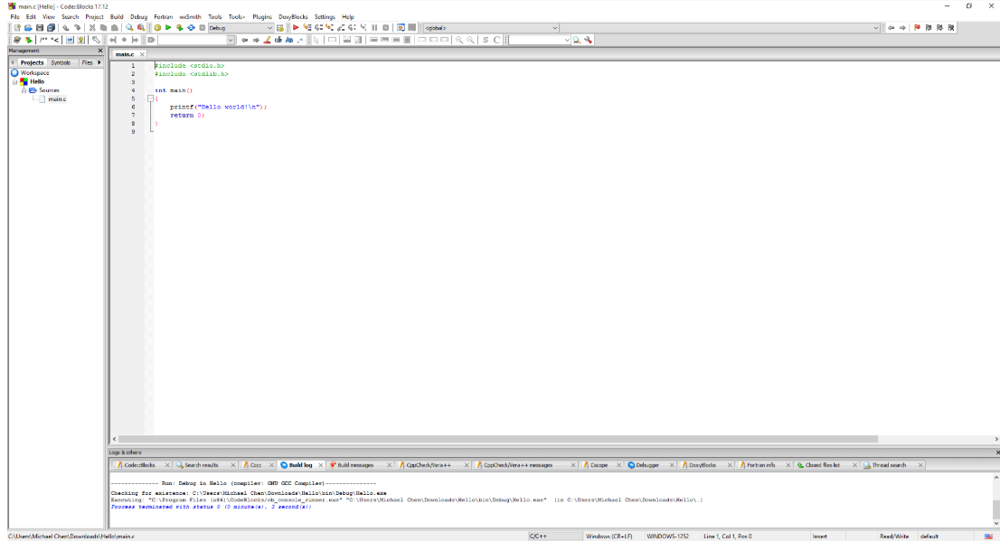 main.c [Hello] - Code::Blocks 17.12
File Edit View Search Project Build Debug Fortran wxSmith Tools Tools+ Plugins DoxyBlocks Settings Help
Debug <global>
/** *<
S C
Management
Projects Symbols Files
Workspace
Hello
Sources
main.c
main.c
1 #include <stdio.h>
2 #include <stdlib.h>
3
4 int main()
5 {
6 printf("Hello world!\n");
7 return 0;
8 }
9
Logs & others
Code::Blocks Search results Cccc Build log Build messages CppCheck/Vera++ CppCheck/Vera++ messages Cscope Debugger DoxyBlocks Fortran info Closed files list Thread search
-------------- Run: Debug in Hello (compiler: GNU GCC Compiler)---------------
Checking for existence: C:\Users\Michael Chen\Downloads\Hello\bin\Debug\Hello.exe
Executing: "C:\Program Files (x86)\CodeBlocks/cb_console_runner.exe" "C:\Users\Michael Chen\Downloads\Hello\bin\Debug\Hello.exe" (in C:\Users\Michael Chen\Downloads\Hello\.)
Process terminated with status 0 (0 minute(s), 3 second(s))
C:\Users\Michael Chen\Downloads\Hello\main.c C/C++ Windows (CR+LF) WINDOWS-1252 Line 1, Col 1, Pos 0 Insert Read/Write default